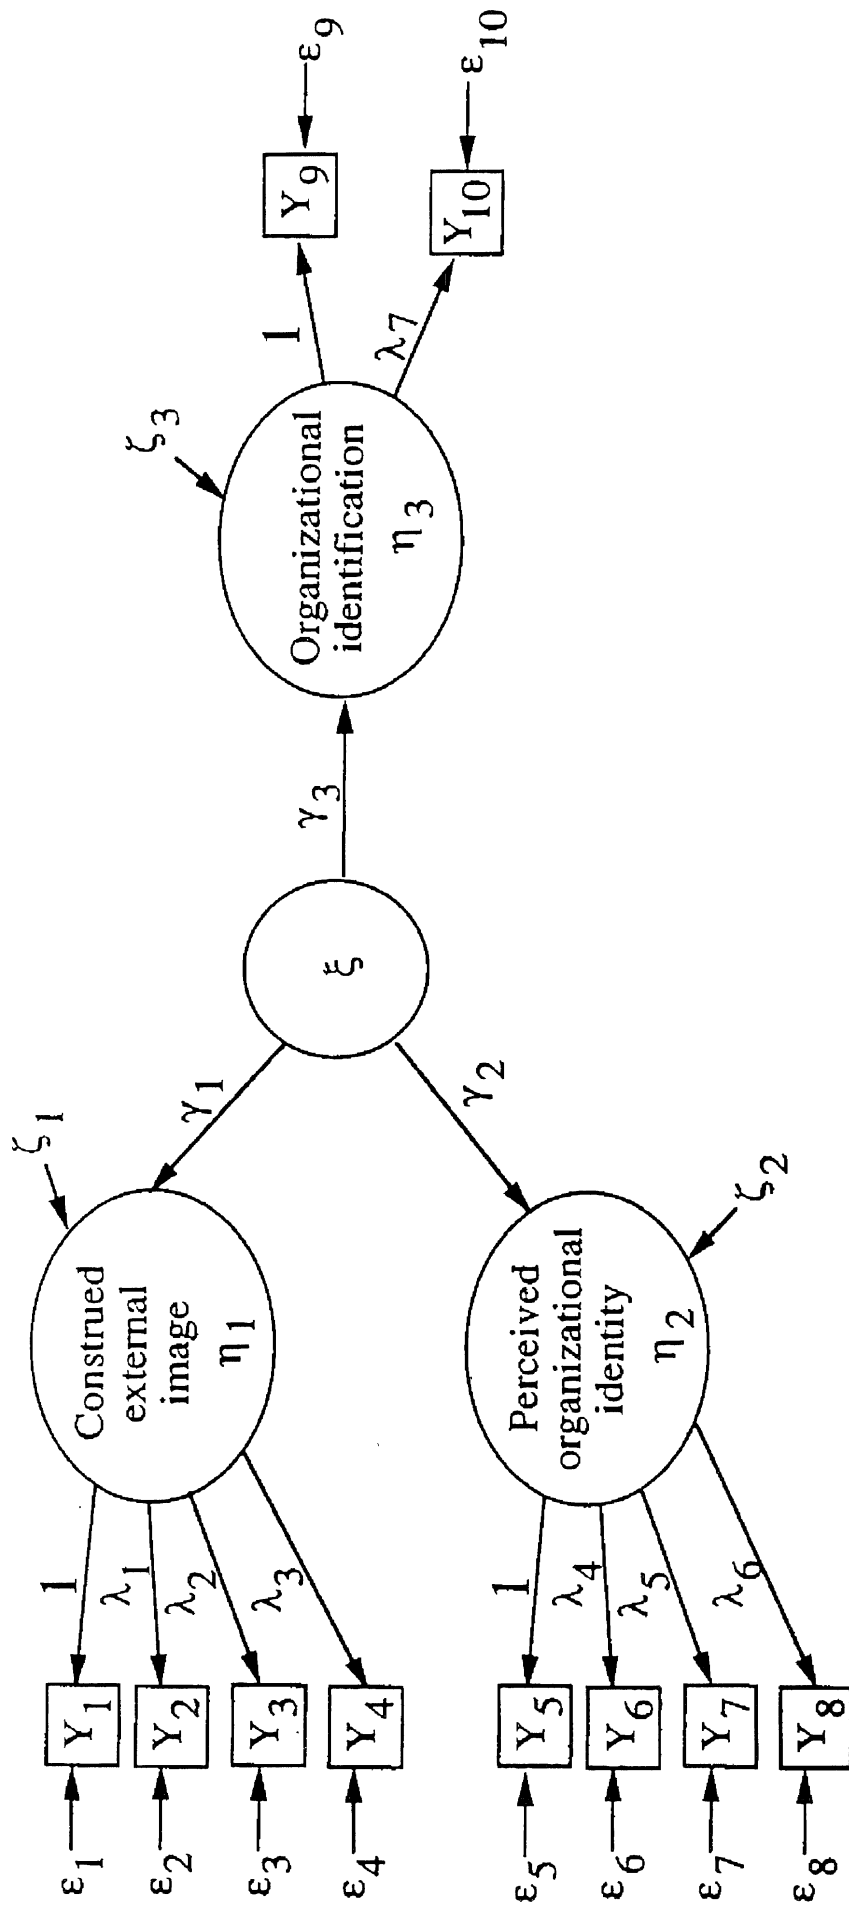 ζ1
ε1
Y1
1
Construed
external
image
η1
λ1
ε2
Y2
λ2
ε3
Y3
λ3
ε4
Y4
γ1
ξ
γ3
ζ3
Organizational
identification
η3
1
Y9
ε9
λ7
Y10
ε10
γ2
ε5
Y5
1
Perceived
organizational
identity
η2
λ4
ε6
Y6
λ5
ε7
Y7
λ6
ε8
Y8
ζ2